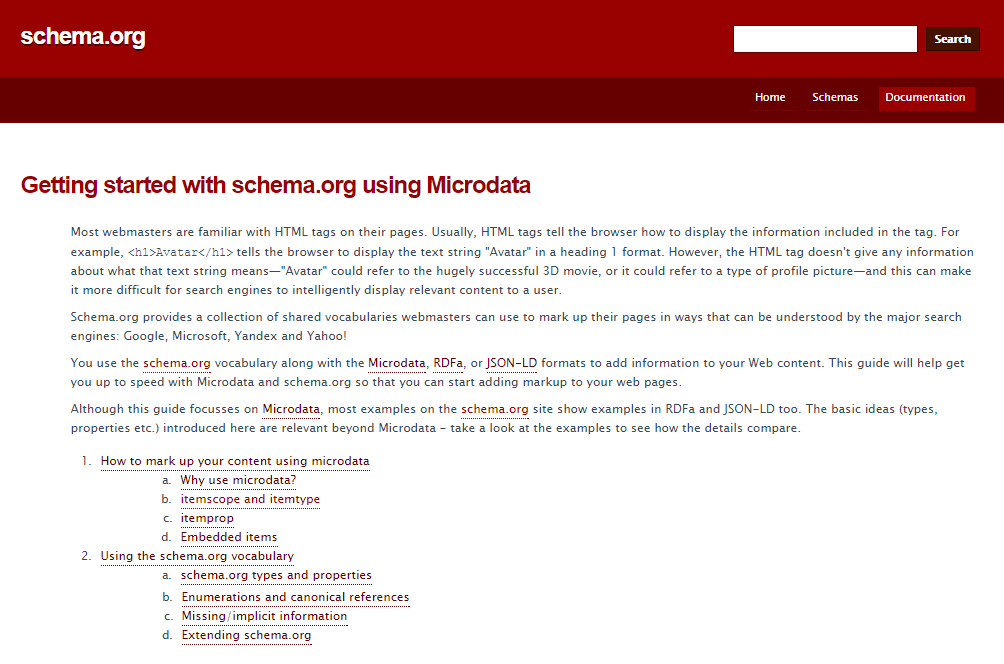 schema.org
Search
Home Schemas Documentation
Getting started with schema.org using Microdata
Most webmasters are familiar with HTML tags on their pages. Usually, HTML tags tell the browser how to display the information included in the tag. For
example, <h1>Avatar</h1> tells the browser to display the text string "Avatar" in a heading 1 format. However, the HTML tag doesn't give any information
about what that text string means—"Avatar" could refer to the hugely successful 3D movie, or it could refer to a type of profile picture—and this can make
it more difficult for search engines to intelligently display relevant content to a user.
Schema.org provides a collection of shared vocabularies webmasters can use to mark up their pages in ways that can be understood by the major search
engines: Google, Microsoft, Yandex and Yahoo!
You use the schema.org vocabulary along with the Microdata, RDFa, or JSON-LD formats to add information to your Web content. This guide will help get
you up to speed with Microdata and schema.org so that you can start adding markup to your web pages.
Although this guide focusses on Microdata, most examples on the schema.org site show examples in RDFa and JSON-LD too. The basic ideas (types,
properties etc.) introduced here are relevant beyond Microdata - take a look at the examples to see how the details compare.
1. How to mark up your content using microdata
a. Why use microdata?
b. itemscope and itemtype
c. itemprop
d. Embedded items
2. Using the schema.org vocabulary
a. schema.org types and properties
b. Enumerations and canonical references
c. Missing/implicit information
d. Extending schema.org